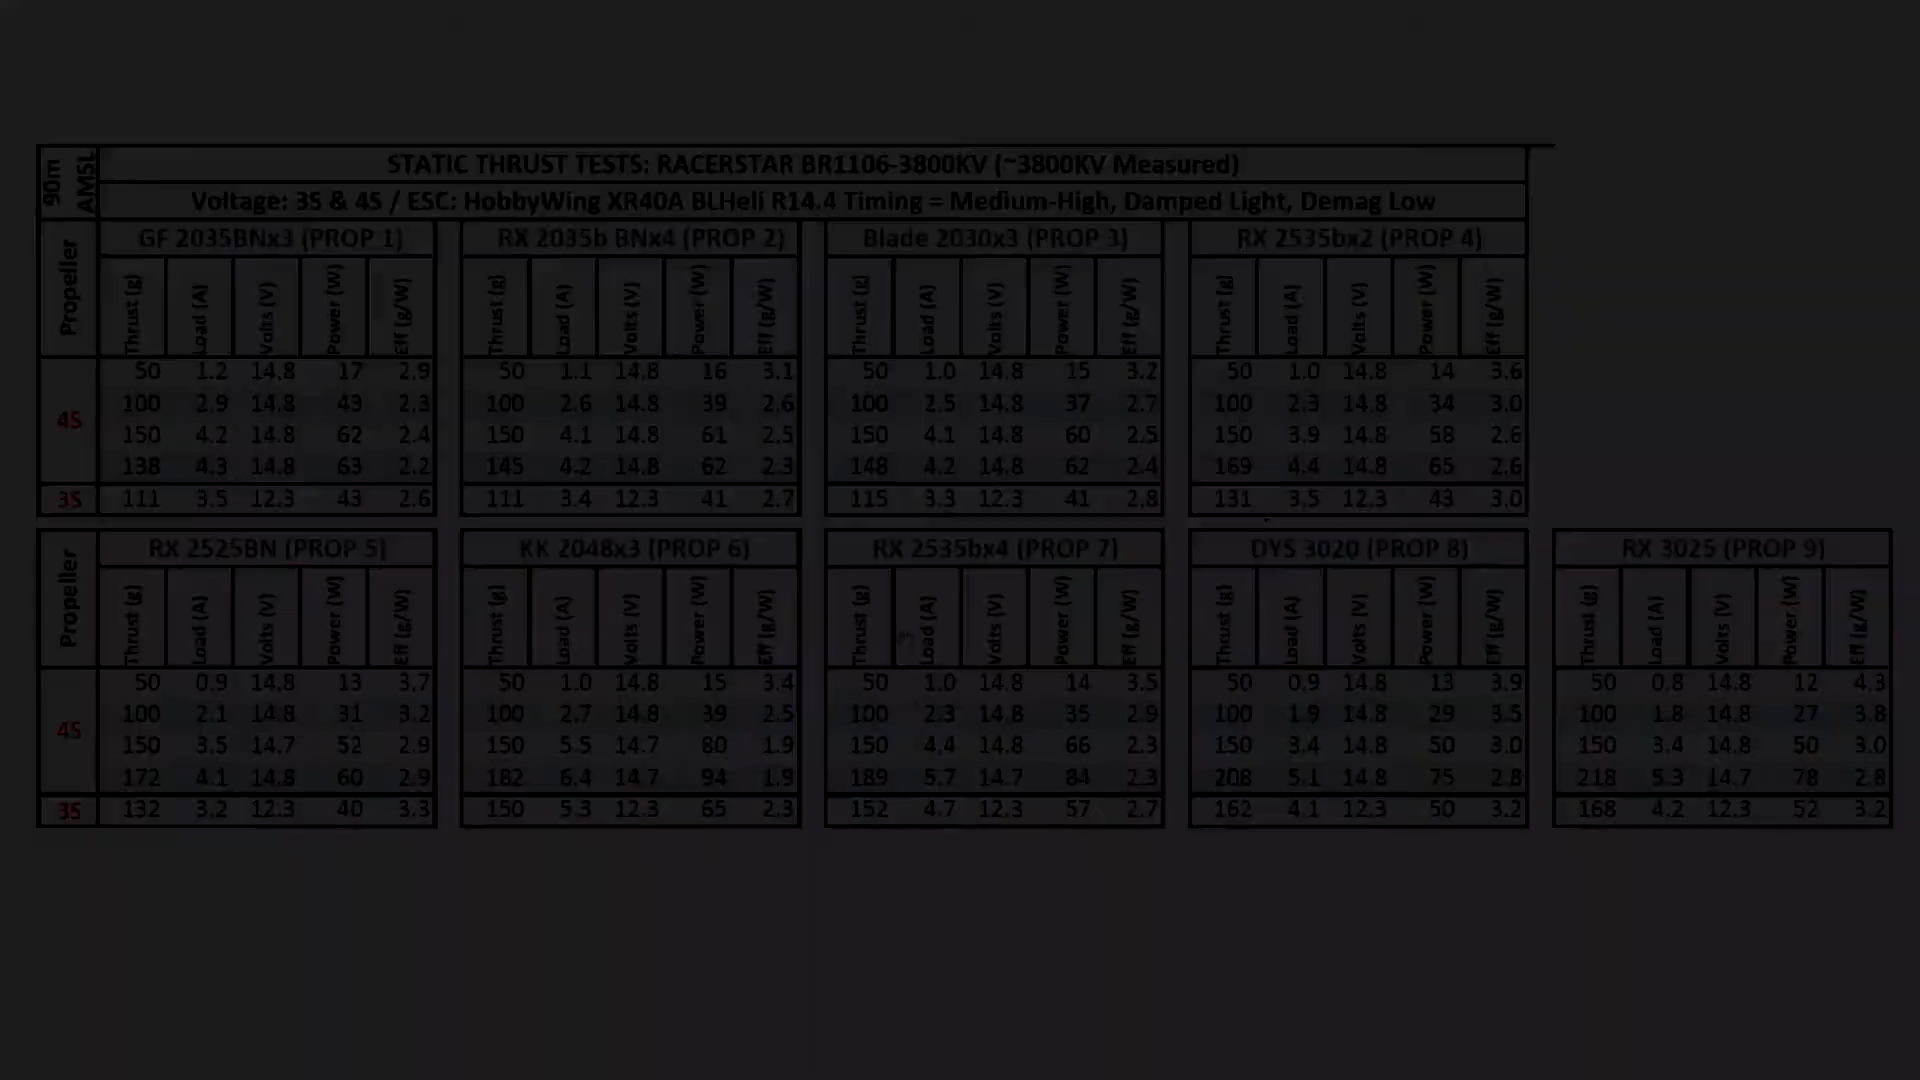 90m AMSL
STATIC THRUST TESTS: RACERSTAR BR1106-3800KV (~3800KV Measured)
Voltage: 3S & 4S / ESC: HobbyWing XR40A BLHeli R14.4 Timing = Medium-High, Damped Light, Demag Low
Propeller GF 2035BNx3 (PROP 1) RX 2035b BNx4 (PROP 2) Blade 2030x3 (PROP 3) RX 2535bx2 (PROP 4)
Thrust (g) Load (A) Volts (V) Power (W) Eff (g/W) Thrust (g) Load (A) Volts (V) Power (W) Eff (g/W) Thrust (g) Load (A) Volts (V) Power (W) Eff (g/W) Thrust (g) Load (A) Volts (V) Power (W) Eff (g/W)
4S
50 1.2 14.8 17 2.9 50 1.1 14.8 16 3.1 50 1.0 14.8 15 3.2 50 1.0 14.8 14 3.6
100 2.9 14.8 43 2.3 100 2.6 14.8 39 2.6 100 2.5 14.8 37 2.7 100 2.3 14.8 34 3.0
150 4.2 14.8 62 2.4 150 4.1 14.8 61 2.5 150 4.1 14.8 60 2.5 150 3.9 14.8 58 2.6
138 4.3 14.8 63 2.2 145 4.2 14.8 62 2.3 148 4.2 14.8 62 2.4 169 4.4 14.8 65 2.6
3S 111 3.5 12.3 43 2.6 111 3.4 12.3 41 2.7 115 3.3 12.3 41 2.8 131 3.5 12.3 43 3.0
Propeller RX 2525BN (PROP 5) KK 2048x3 (PROP 6) RX 2535bx4 (PROP 7) DYS 3020 (PROP 8) RX 3025 (PROP 9)
Thrust (g) Load (A) Volts (V) Power (W) Eff (g/W) Thrust (g) Load (A) Volts (V) Power (W) Eff (g/W) Thrust (g) Load (A) Volts (V) Power (W) Eff (g/W) Thrust (g) Load (A) Volts (V) Power (W) Eff (g/W) Thrust (g) Load (A) Volts (V) Power (W) Eff (g/W)
4S
50 0.9 14.8 13 3.7 50 1.0 14.8 15 3.4 50 1.0 14.8 14 3.5 50 0.9 14.8 13 3.9 50 0.8 14.8 12 4.3
100 2.1 14.8 31 3.2 100 2.7 14.8 39 2.5 100 2.3 14.8 35 2.9 100 1.9 14.8 29 3.5 100 1.8 14.8 27 3.8
150 3.5 14.7 52 2.9 150 5.5 14.7 80 1.9 150 4.4 14.8 66 2.3 150 3.4 14.8 50 3.0 150 3.4 14.8 50 3.0
172 4.1 14.8 60 2.9 182 6.4 14.7 94 1.9 189 5.7 14.7 84 2.3 208 5.1 14.8 75 2.8 218 5.3 14.7 78 2.8
3S 132 3.2 12.3 40 3.3 150 5.3 12.3 65 2.3 152 4.7 12.3 57 2.7 162 4.1 12.3 50 3.2 168 4.2 12.3 52 3.2